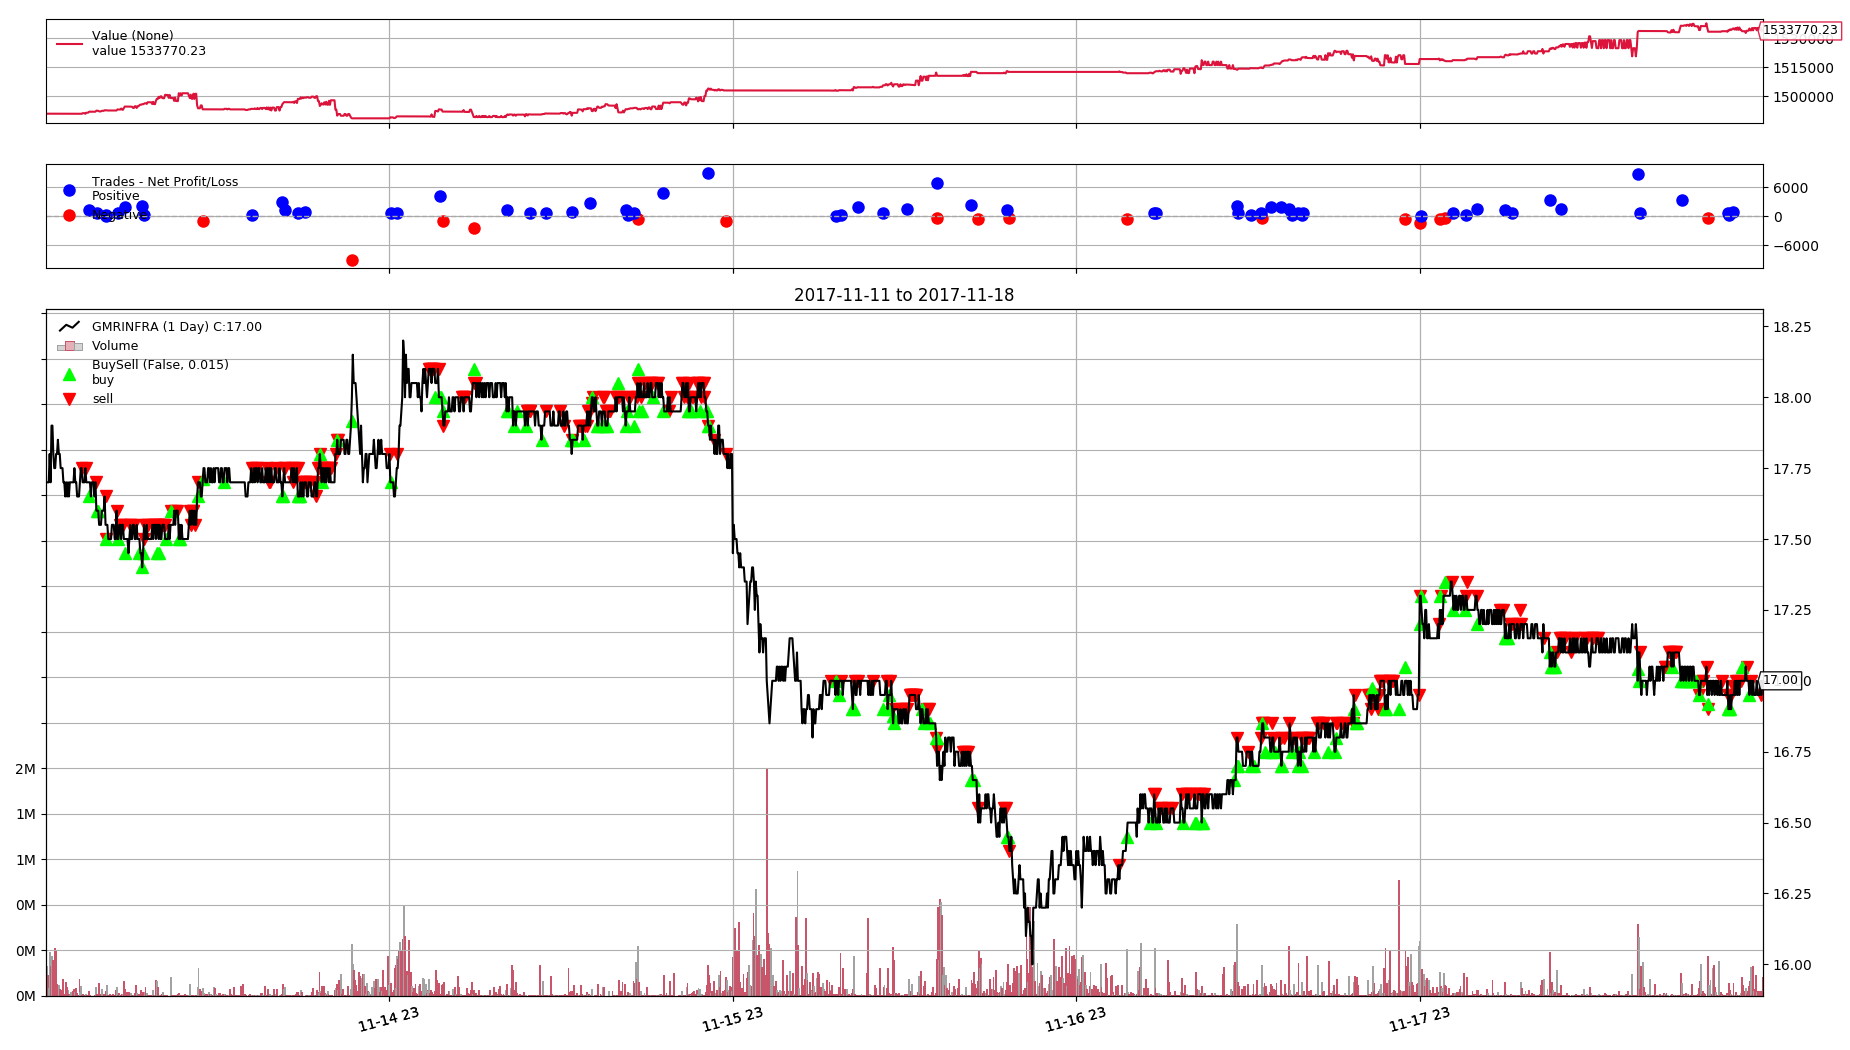 Value (None)
value 1533770.23
1533770.23
1515000
1500000
Trades - Net Profit/Loss
Positive
Negative
6000
0
−6000
2017-11-11 to 2017-11-18
GMRINFRA (1 Day) C:17.00
Volume
BuySell (False, 0.015)
buy
sell
18.25
18.00
17.75
17.50
17.25
17.00
16.75
16.50
16.25
16.00
2M
1M
1M
0M
0M
0M
11-14 23
11-15 23
11-16 23
11-17 23